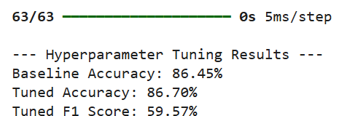 63/63 ━━━━━━━━━━━━━━━━━━━━ 0s 5ms/step
--- Hyperparameter Tuning Results ---
Baseline Accuracy: 86.45%
Tuned Accuracy: 86.70%
Tuned F1 Score: 59.57%